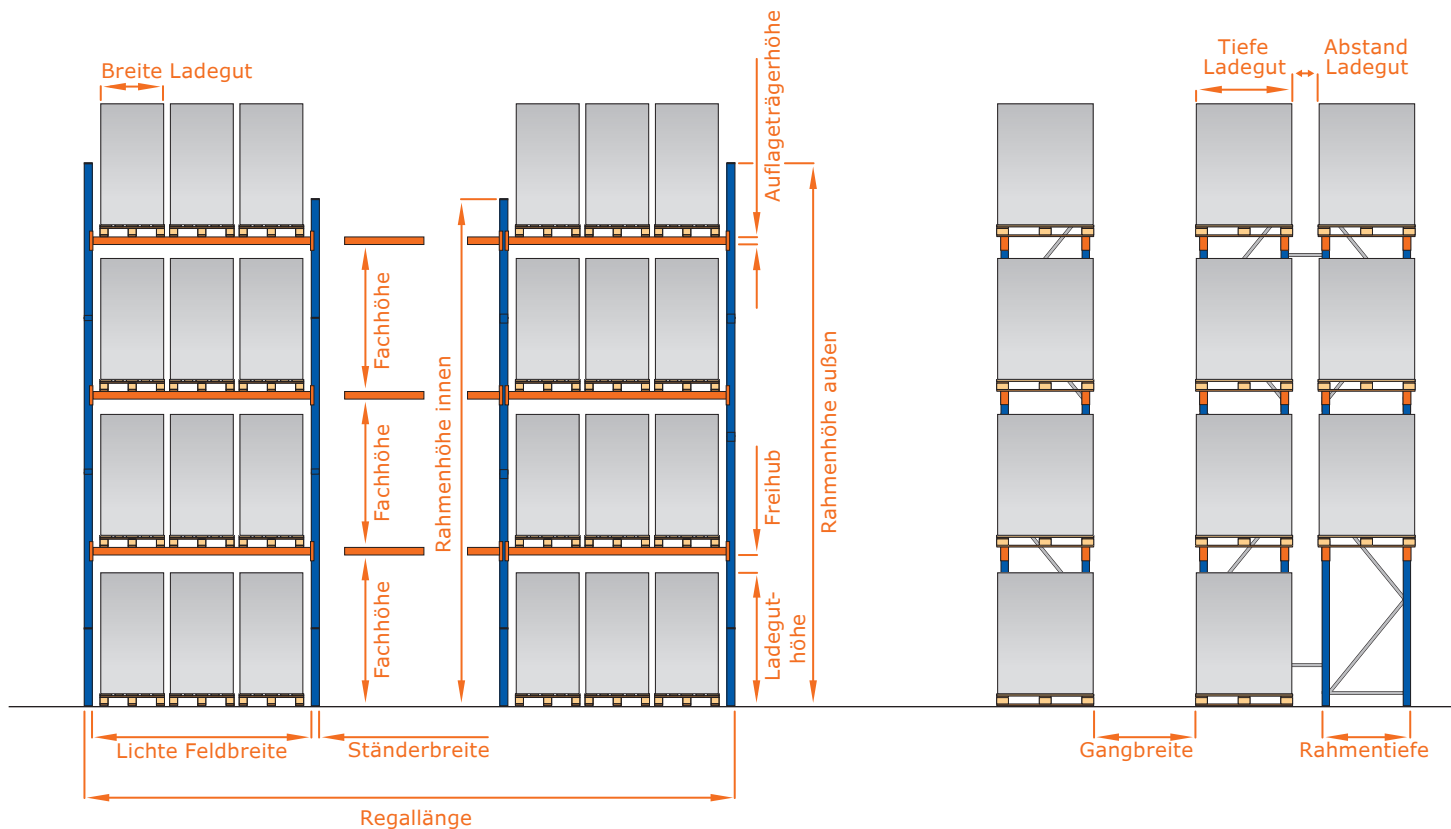 Breite Ladegut
Auflageträgerhöhe
Tiefe
Ladegut
Abstand
Ladegut
Fachhöhe
Fachhöhe
Fachhöhe
Rahmenhöhe innen
Freihub
Ladegut-
höhe
Rahmenhöhe außen
Lichte Feldbreite
Ständerbreite
Regallänge
Gangbreite
Rahmentiefe